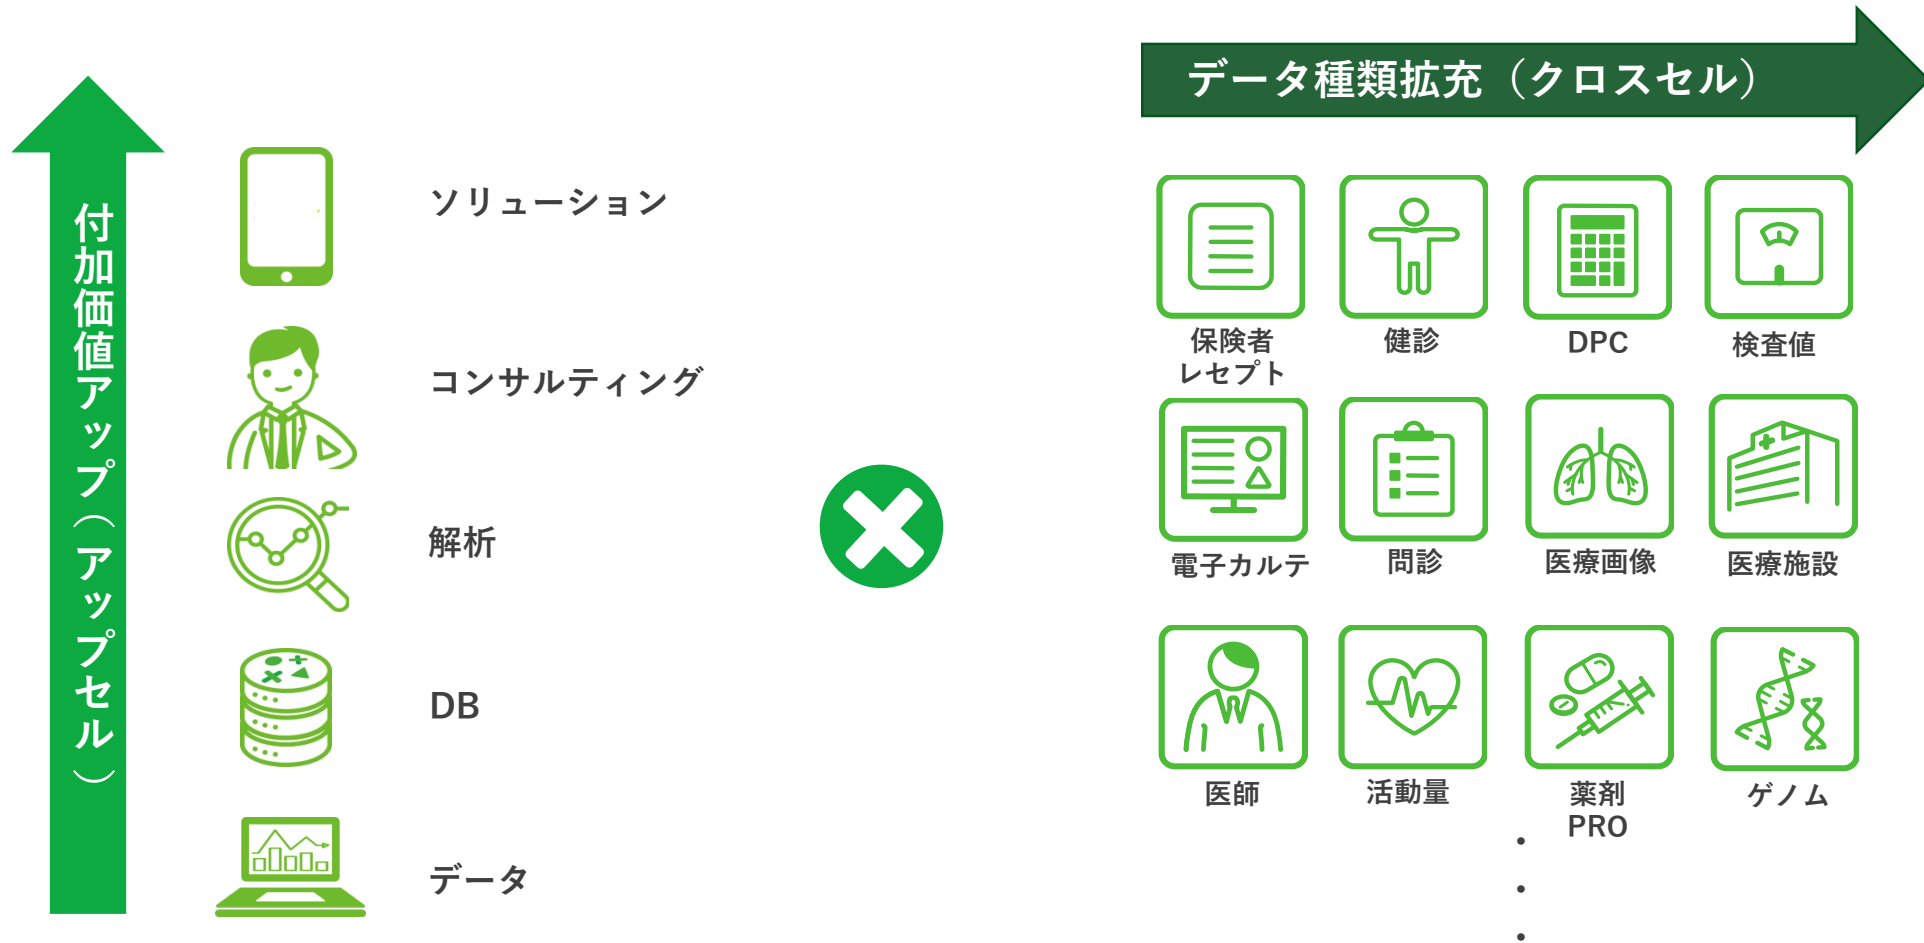 データ種類拡充（クロスセル）
付加価値アップ（アップセル）
ソリューション
コンサルティング
解析
DB
データ
保険者
レセプト
健診
DPC
検査値
電子カルテ
問診
医療画像
医療施設
医師
活動量
薬剤
PRO
ゲノム
・
・
・